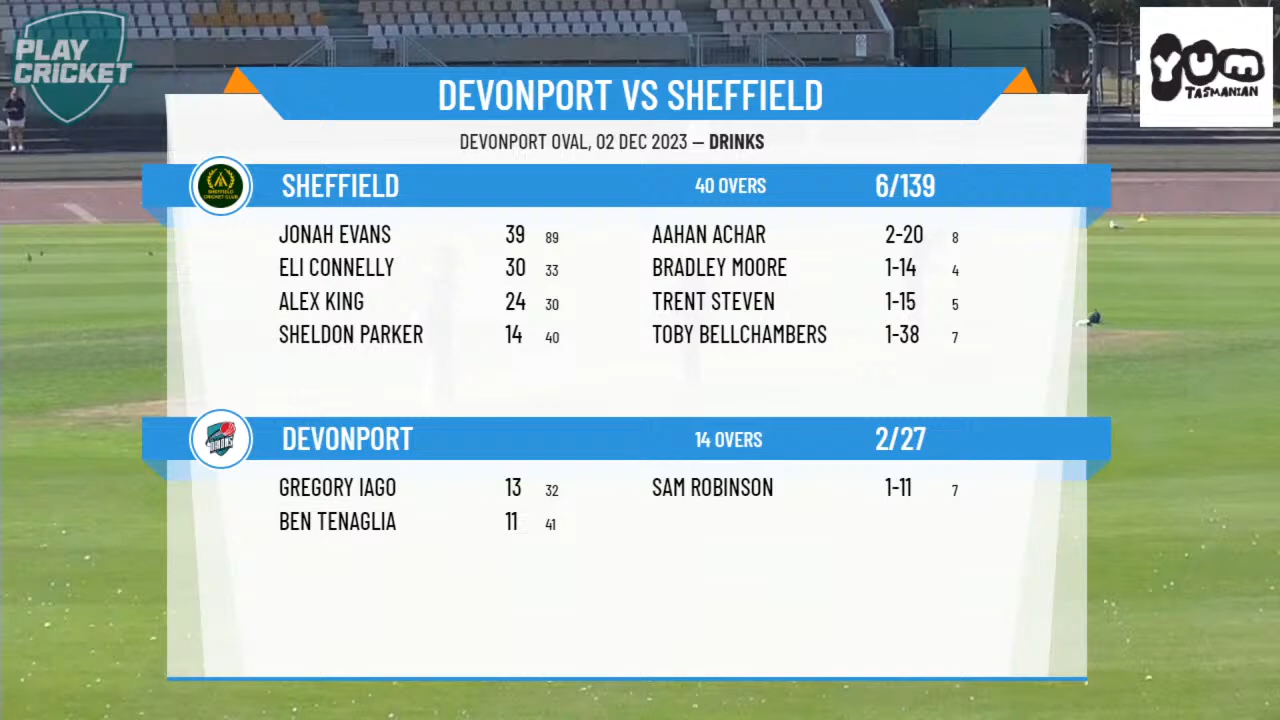 PLAY
CRICKET
YUM
TASMANIAN
DEVONPORT VS SHEFFIELD
DEVONPORT OVAL, 02 DEC 2023 – DRINKS
SHEFFIELD 40 OVERS 6/139
JONAH EVANS 39 89 AAHAN ACHAR 2-20 8
ELI CONNELLY 30 33 BRADLEY MOORE 1-14 4
ALEX KING 24 30 TRENT STEVEN 1-15 5
SHELDON PARKER 14 40 TOBY BELLCHAMBERS 1-38 7
DEVONPORT 14 OVERS 2/27
GREGORY IAGO 13 32 SAM ROBINSON 1-11 7
BEN TENAGLIA 11 41